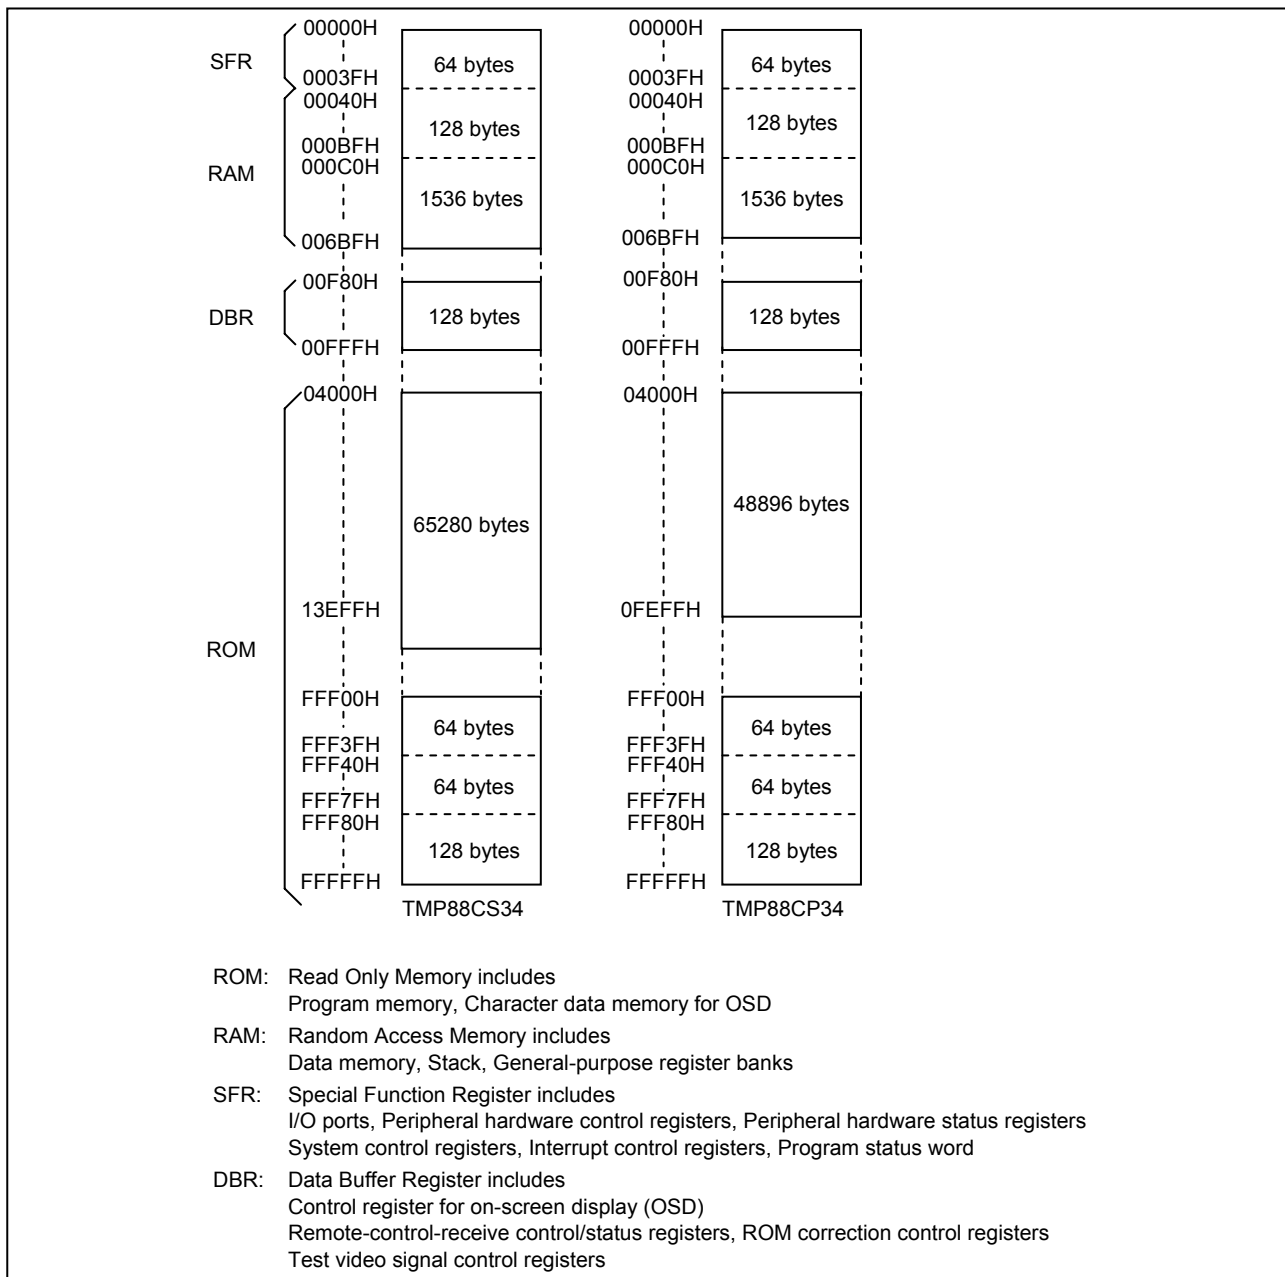 00000H 00000H
SFR 64 bytes 64 bytes
0003FH 0003FH
00040H 00040H
128 bytes 128 bytes
000BFH 000BFH
000C0H 000C0H
RAM 1536 bytes 1536 bytes
006BFH 006BFH
00F80H 00F80H
DBR 128 bytes 128 bytes
00FFFH 00FFFH
04000H 04000H
65280 bytes 48896 bytes
13EFFH 0FEFFH
ROM
FFF00H FFF00H
64 bytes 64 bytes
FFF3FH FFF3FH
FFF40H FFF40H
64 bytes 64 bytes
FFF7FH FFF7FH
FFF80H FFF80H
128 bytes 128 bytes
FFFFFH FFFFFH
TMP88CS34 TMP88CP34
ROM: Read Only Memory includes
Program memory, Character data memory for OSD
RAM: Random Access Memory includes
Data memory, Stack, General-purpose register banks
SFR: Special Function Register includes
I/O ports, Peripheral hardware control registers, Peripheral hardware status registers
System control registers, Interrupt control registers, Program status word
DBR: Data Buffer Register includes
Control register for on-screen display (OSD)
Remote-control-receive control/status registers, ROM correction control registers
Test video signal control registers